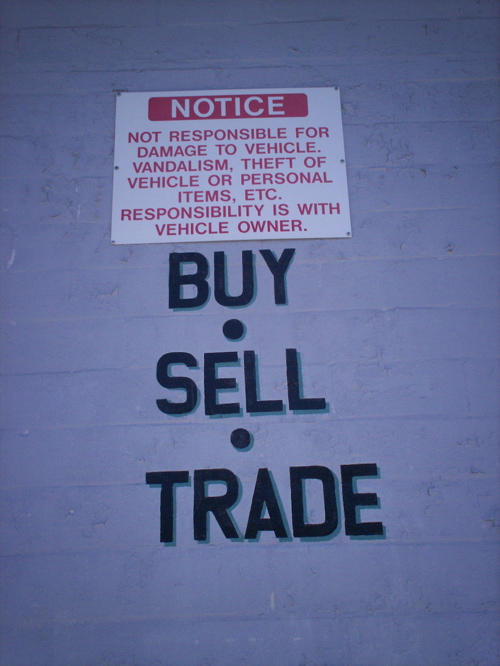 NOTICE
NOT RESPONSIBLE FOR
DAMAGE TO VEHICLE.
VANDALISM, THEFT OF
VEHICLE OR PERSONAL
ITEMS, ETC.
RESPONSIBILITY IS WITH
VEHICLE OWNER.
BUY
•
SELL
•
TRADE